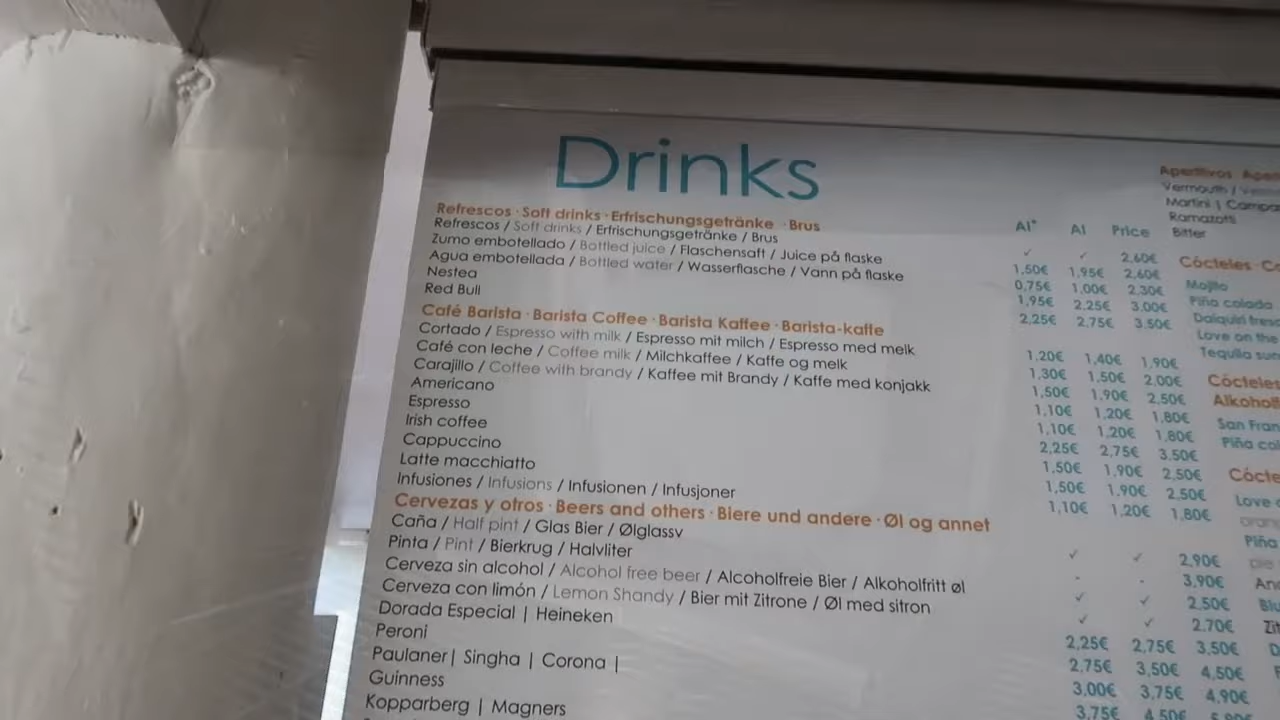 Drinks
Refrescos · Soft drinks · Erfrischungsgetränke · Brus
Refrescos / Soft drinks / Erfrischungsgetränke / Brus
Zumo embotellado / Bottled juice / Flaschensaft / Juice på flaske
Agua embotellada / Bottled water / Wasserflasche / Vann på flaske
Nestea
Red Bull
Café Barista · Barista Coffee · Barista Kaffee · Barista-kaffe
Cortado / Espresso with milk / Espresso mit milch / Espresso med melk
Café con leche / Coffee milk / Milchkaffee / Kaffe og melk
Carajillo / Coffee with brandy / Kaffee mit Brandy / Kaffe med konjakk
Americano
Espresso
Irish coffee
Cappuccino
Latte macchiatto
Infusiones / Infusions / Infusionen / Infusjoner
Cervezas y otros · Beers and others · Biere und andere · Øl og annet
Caña / Half pint / Glas Bier / Ølglassv
Pinta / Pint / Bierkrug / Halvliter
Cerveza sin alcohol / Alcohol free beer / Alcoholfreie Bier / Alkoholfritt øl
Cerveza con limón / Lemon Shandy / Bier mit Zitrone / Øl med sitron
Dorada Especial | Heineken
Peroni
Paulaner | Singha | Corona |
Guinness
Kopparberg | Magners
AI* AI Price
✓ ✓ 2,60€
1,50€ 1,95€ 2,60€
0,75€ 1,00€ 2,30€
1,95€ 2,25€ 3,00€
2,25€ 2,75€ 3,50€
1,20€ 1,40€ 1,90€
1,30€ 1,50€ 2,00€
1,50€ 1,90€ 2,50€
1,10€ 1,20€ 1,80€
1,10€ 1,20€ 1,80€
2,25€ 2,75€ 3,50€
1,50€ 1,90€ 2,50€
1,50€ 1,90€ 2,50€
1,10€ 1,20€ 1,80€
✓ ✓ 2,90€
- - 3,90€
✓ ✓ 2,50€
✓ ✓ 2,70€
2,25€ 2,75€ 3,50€
2,75€ 3,50€ 4,50€
3,00€ 3,75€ 4,90€
3,75€ 4,50€
Aperitivos
Vermouth /
Martini |
Ramazotti
Bitter
Cócteles
Mojito
Piña colada
Daiquiri
Love on the
Tequila
Cócteles
San
Piña
Love
Piña